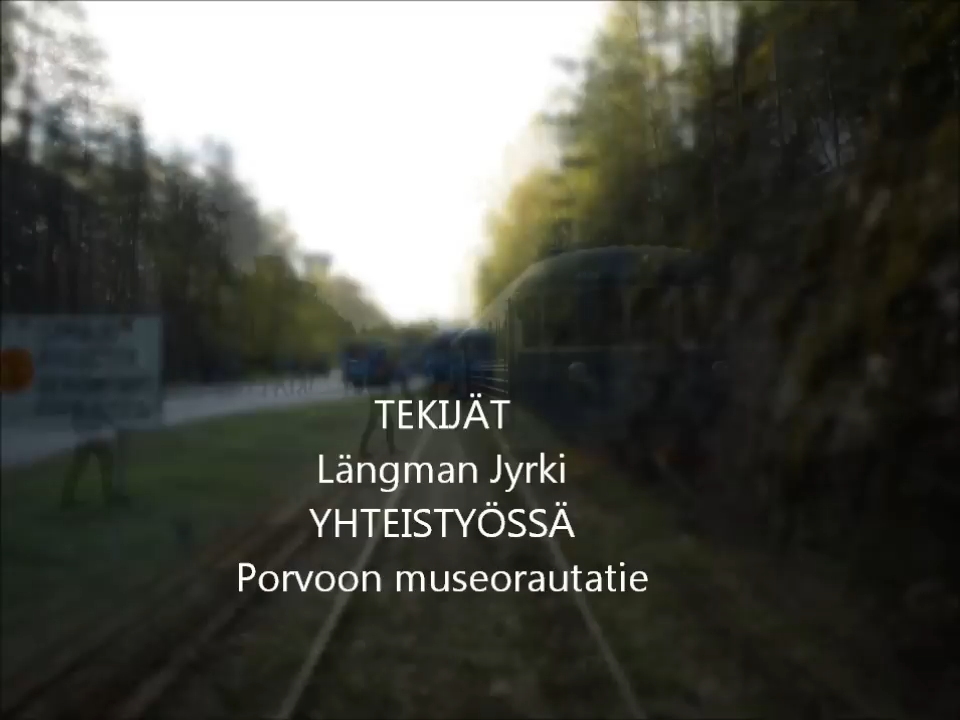 TEKIJÄT
Längman Jyrki
YHTEISTYÖSSÄ
Porvoon museorautatie